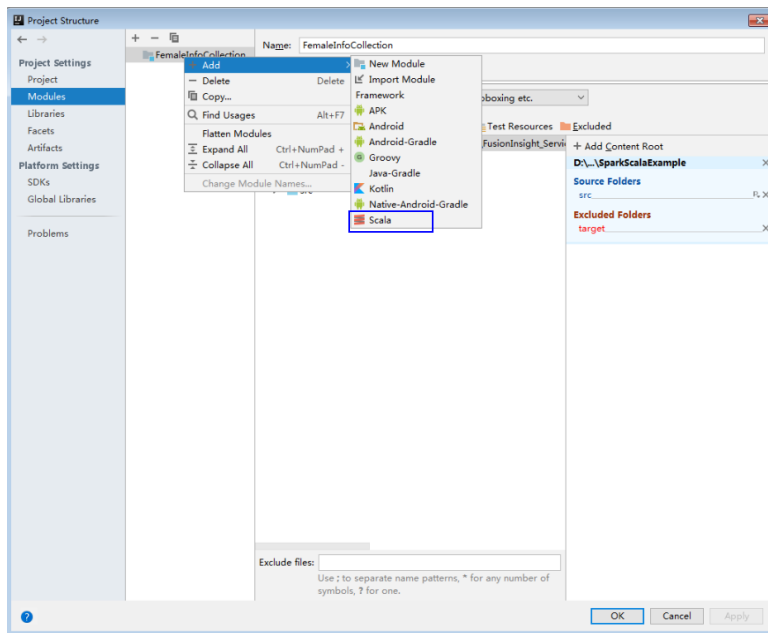 Project Structure
Project Settings
Project
Modules
Libraries
Facets
Artifacts
Platform Settings
SDKs
Global Libraries
Problems
FemaleInfoCollection
Name: FemaleInfoCollection
Add
Delete Delete
Copy...
Find Usages Alt+F7
Flatten Modules
Expand All Ctrl+NumPad +
Collapse All Ctrl+NumPad -
Change Module Names...
New Module
Import Module
Framework
APK
Android
Android-Gradle
Groovy
Java-Gradle
Kotlin
Native-Android-Gradle
Scala
etc.
Test Resources Excluded
+ Add Content Root
D:\...\SparkScalaExample
Source Folders
src
Excluded Folders
target
Exclude files:
Use ; to separate name patterns, * for any number of
symbols, ? for one.
OK Cancel Apply